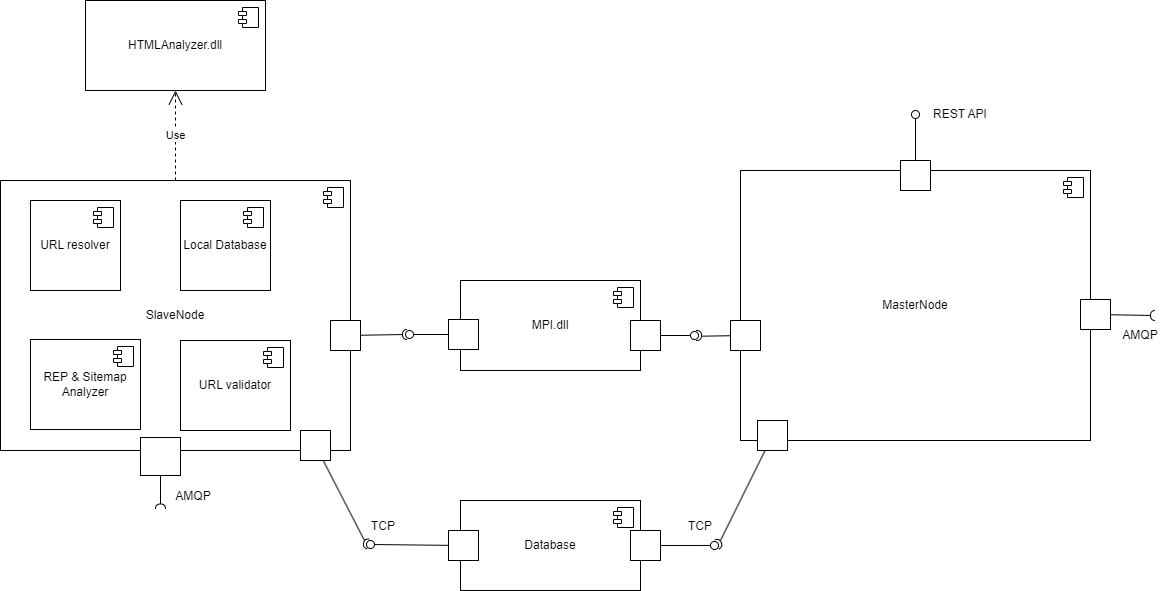 HTMLAnalyzer.dll
Use
REST API
URL resolver
Local Database
SlaveNode
REP & Sitemap
Analyzer
URL validator
AMQP
MPI.dll
MasterNode
AMQP
TCP
TCP
Database